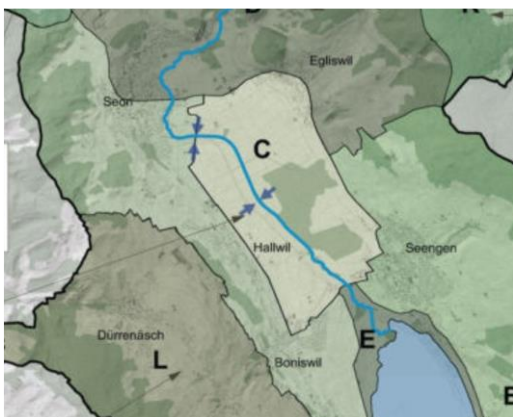 D
Egliswil
Seon
C
Hallwil
Seengen
Dürrenäsch
L
E
Boniswil